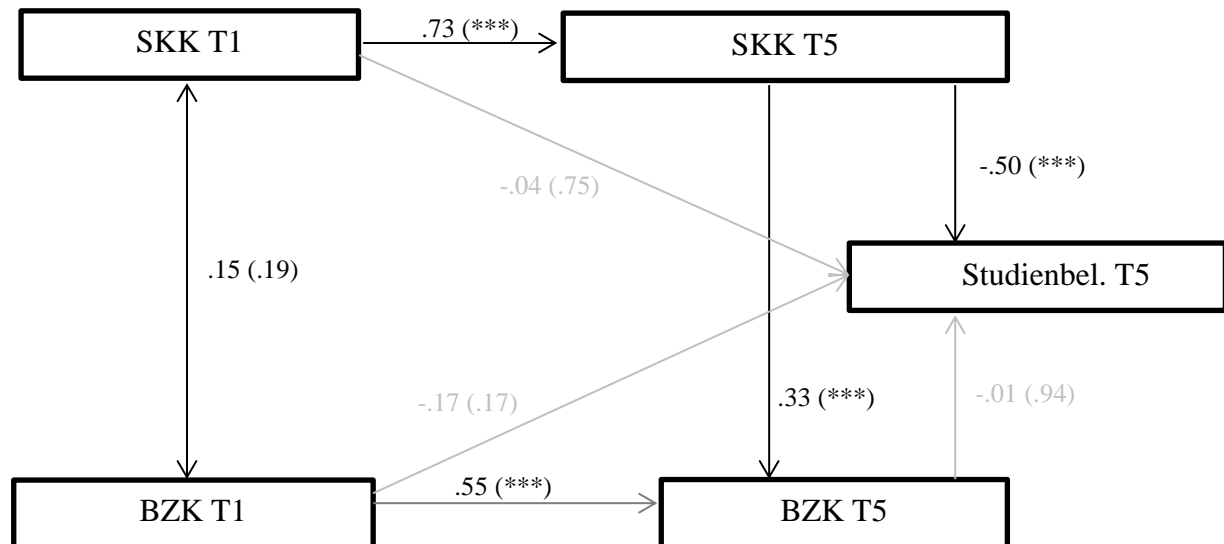 SKK T1
.73 (***)
SKK T5
-.04 (.75)
-.50 (***)
.15 (.19)
Studienbel. T5
-.17 (.17)
.33 (***)
-.01 (.94)
BZK T1
.55 (***)
BZK T5